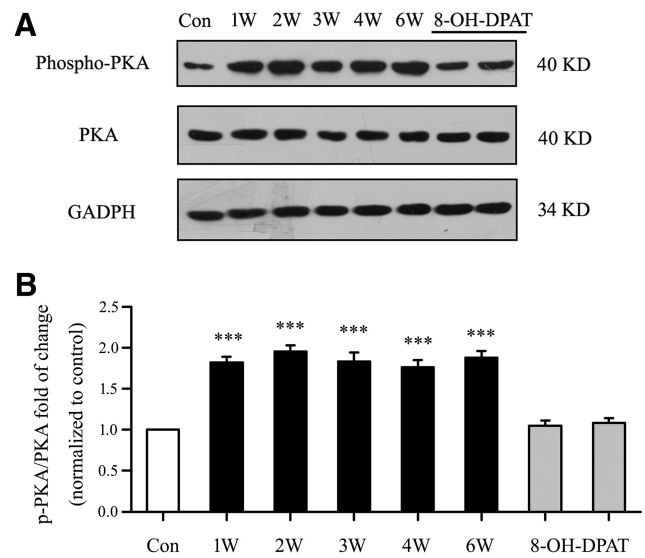 A
Con 1W 2W 3W 4W 6W 8-OH-DPAT
Phospho-PKA 40 KD
PKA 40 KD
GADPH 34 KD
B
p-PKA/PKA fold of change
(normalized to control)
2.5
2.0
1.5
1.0
0.5
0.0
*** *** *** *** ***
Con 1W 2W 3W 4W 6W 8-OH-DPAT